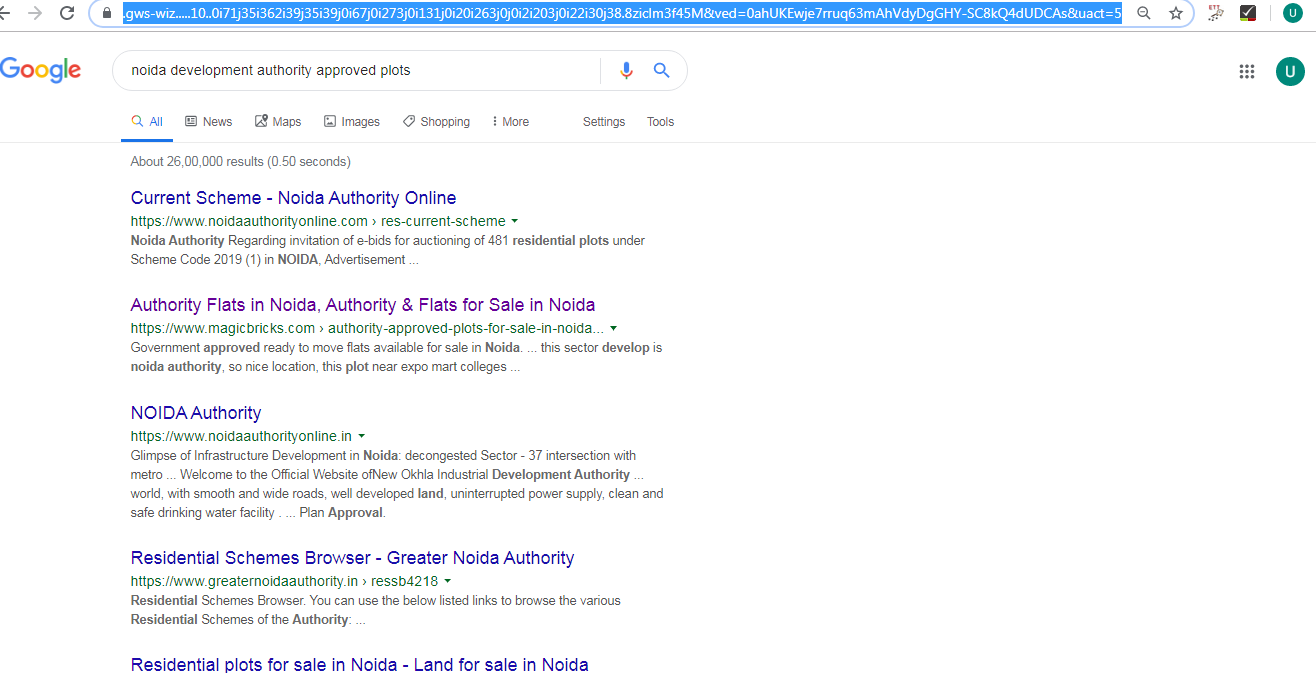 .gws-wiz.....10..0i71j35i362i39j35i39j0i67j0i273j0i131j0i20i263j0j0i2i203j0i22i30j38.8ziclm3f45M&ved=0ahUKEwje7rruq63mAhVdyDgGHY-SC8kQ4dUDCAs&uact=5
ETT
U
Google
noida development authority approved plots
U
All
News
Maps
Images
Shopping
More
Settings
Tools
About 26,00,000 results (0.50 seconds)
Current Scheme - Noida Authority Online
https://www.noidaauthorityonline.com › res-current-scheme
Noida Authority Regarding invitation of e-bids for auctioning of 481 residential plots under
Scheme Code 2019 (1) in NOIDA, Advertisement ...
Authority Flats in Noida, Authority & Flats for Sale in Noida
https://www.magicbricks.com › authority-approved-plots-for-sale-in-noida...
Government approved ready to move flats available for sale in Noida. ... this sector develop is
noida authority, so nice location, this plot near expo mart colleges ...
NOIDA Authority
https://www.noidaauthorityonline.in
Glimpse of Infrastructure Development in Noida: decongested Sector - 37 intersection with
metro ... Welcome to the Official Website ofNew Okhla Industrial Development Authority ...
world, with smooth and wide roads, well developed land, uninterrupted power supply, clean and
safe drinking water facility . ... Plan Approval.
Residential Schemes Browser - Greater Noida Authority
https://www.greaternoidaauthority.in › ressb4218
Residential Schemes Browser. You can use the below listed links to browse the various
Residential Schemes of the Authority: ...
Residential plots for sale in Noida - Land for sale in Noida